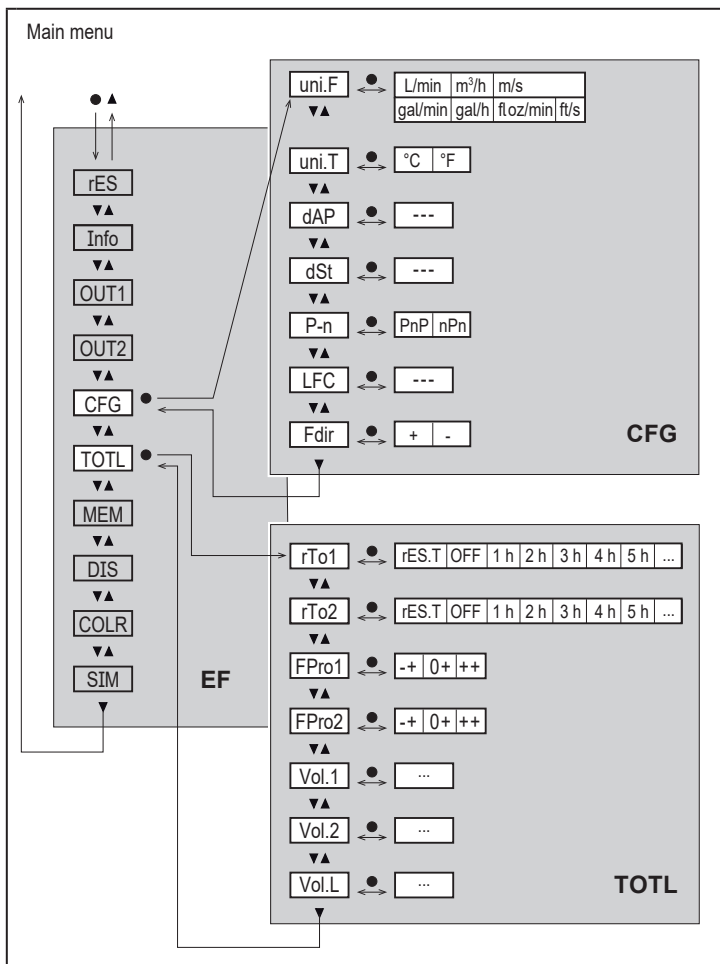 Main menu
rES
Info
OUT1
OUT2
CFG
TOTL
MEM
DIS
COLR
SIM
EF
uni.F L/min m³/h m/s
gal/min gal/h fl oz/min ft/s
uni.T °C °F
dAP ---
dSt ---
P-n PnP nPn
LFC ---
Fdir + -
CFG
rTo1 rES.T OFF 1 h 2 h 3 h 4 h 5 h ...
rTo2 rES.T OFF 1 h 2 h 3 h 4 h 5 h ...
FPro1 -+ 0+ ++
FPro2 -+ 0+ ++
Vol.1 ...
Vol.2 ...
Vol.L ...
TOTL